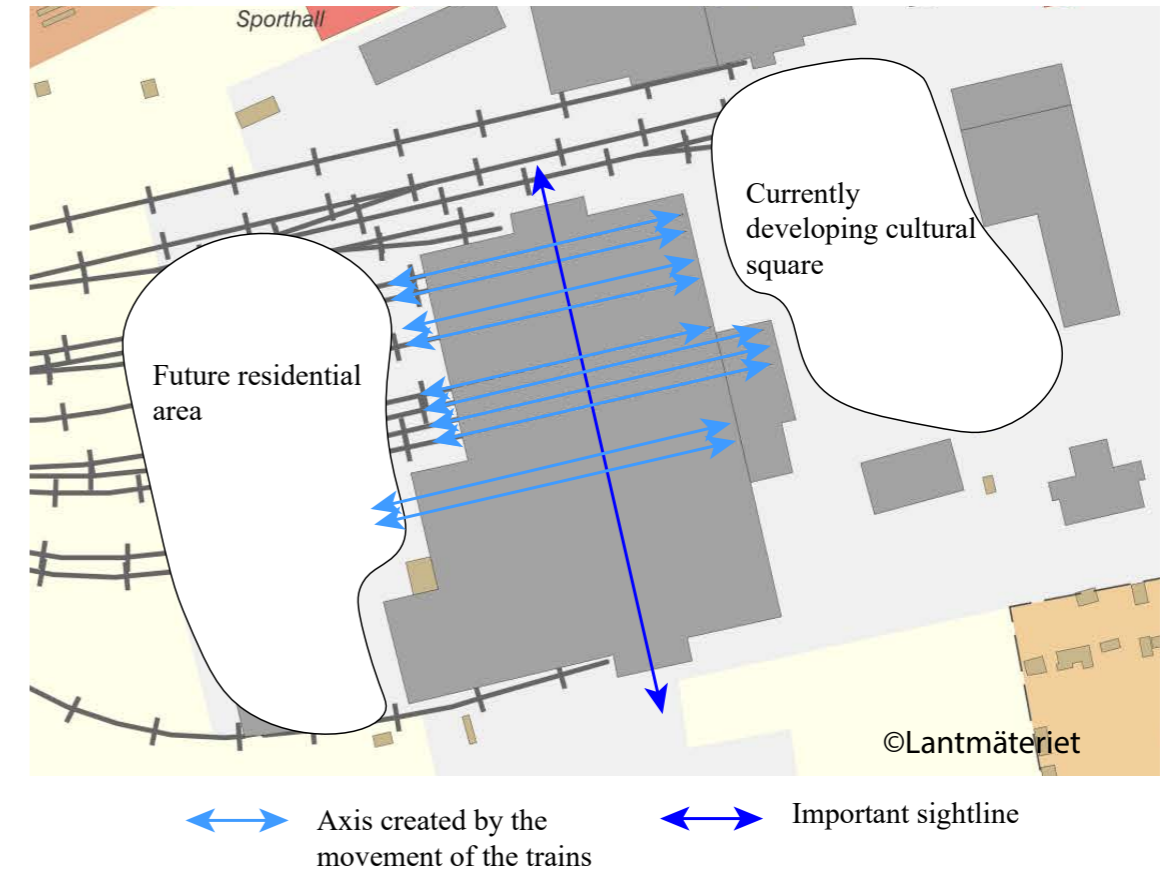 Sporthall
Currently
developing cultural
square
Future residential
area
©Lantmäteriet
Axis created by the
movement of the trains
Important sightline